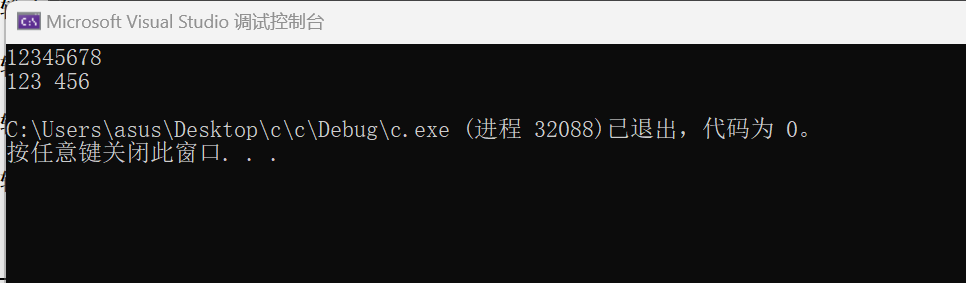 Microsoft Visual Studio 调试控制台
12345678
123 456
C:\Users\asus\Desktop\c\c\Debug\c.exe (进程 32088)已退出，代码为 0。
按任意键关闭此窗口. . .